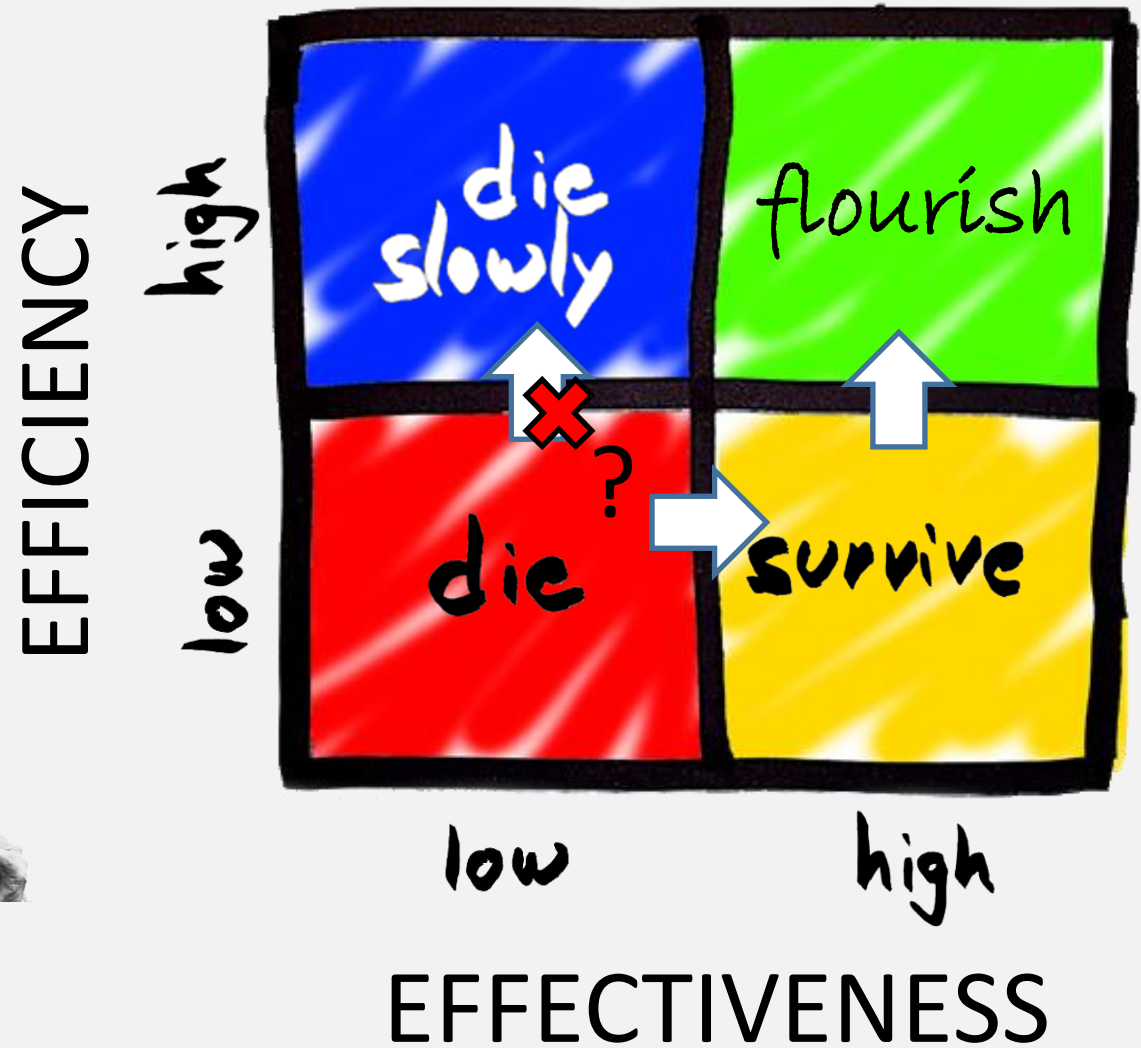 EFFICIENCY
high
low
die
slowly
flourish
?
die
survive
low
high
EFFECTIVENESS